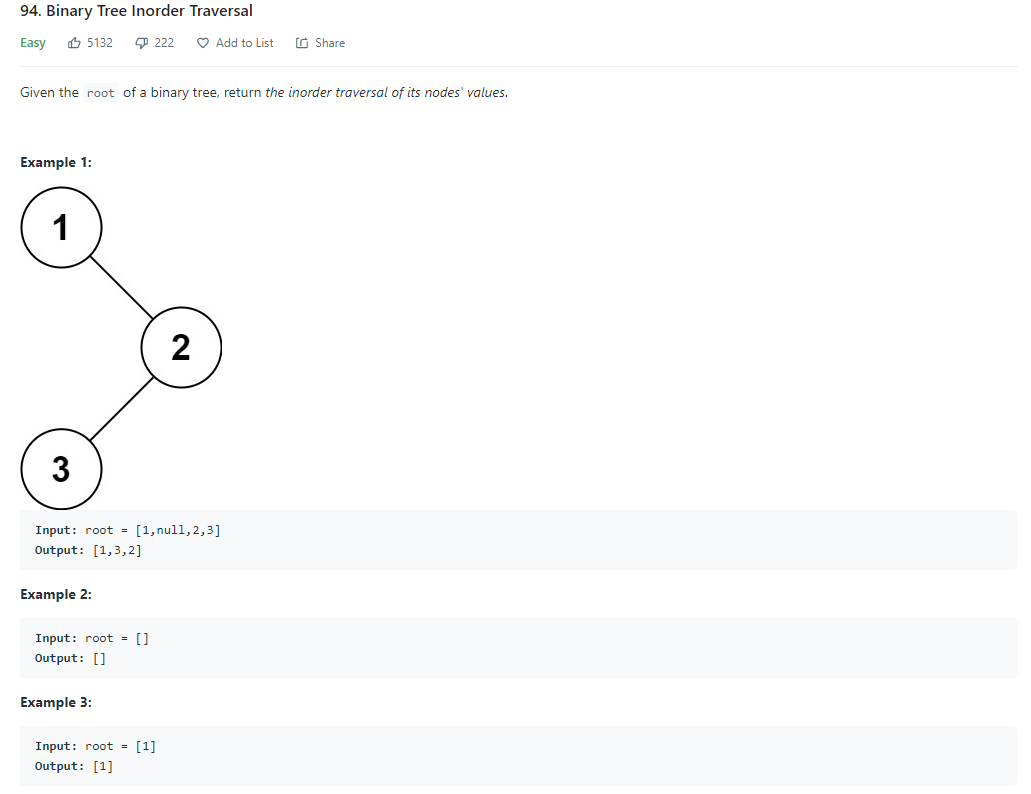 94. Binary Tree Inorder Traversal
Easy 5132 222 Add to List Share
Given the root of a binary tree, return the inorder traversal of its nodes' values.
Example 1:
1
2
3
Input: root = [1,null,2,3]
Output: [1,3,2]
Example 2:
Input: root = []
Output: []
Example 3:
Input: root = [1]
Output: [1]